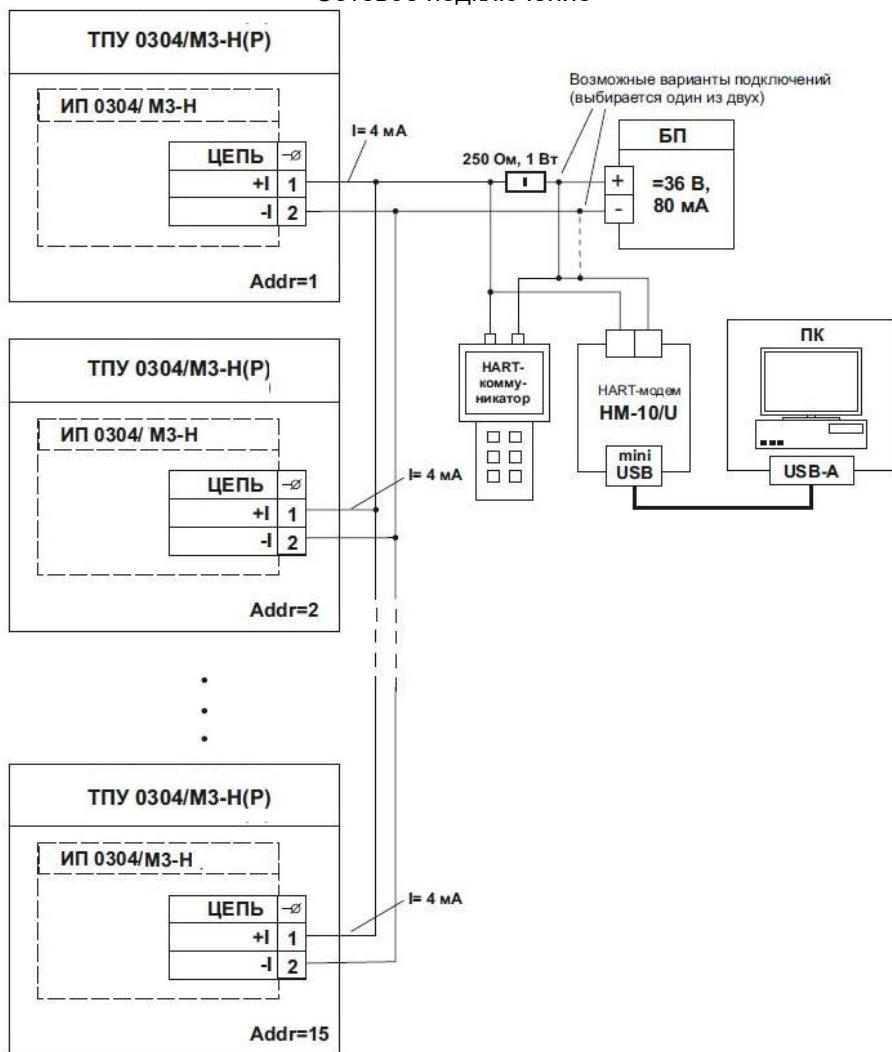 Сетевое подключение
ТПУ 0304/М3-Н(Р)
ИП 0304/ М3-Н
ЦЕПЬ
+I 1
-I 2
Addr=1
I= 4 мА
250 Ом, 1 Вт
Возможные варианты подключений
(выбирается один из двух)
БП
+
-
=36 В,
80 мА
HART-
комму-
никатор
HART-модем
НМ-10/U
mini
USB
ПК
USB-A
ТПУ 0304/М3-Н(Р)
ИП 0304/ М3-Н
ЦЕПЬ
+I 1
-I 2
Addr=2
I= 4 мА
ТПУ 0304/М3-Н(Р)
ИП 0304/М3-Н
ЦЕПЬ
+I 1
-I 2
Addr=15
I= 4 мА